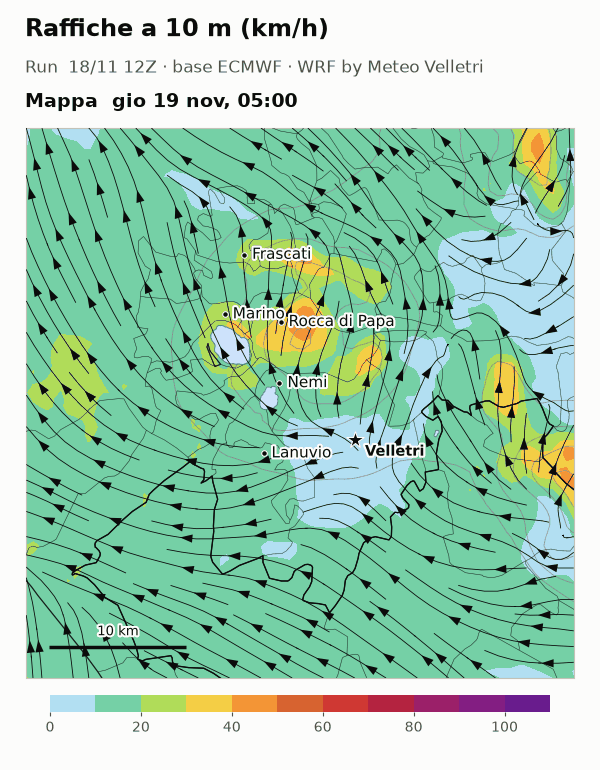 Raffiche a 10 m (km/h)
Run  18/11 12Z · base ECMWF · WRF by Meteo Velletri
Mappa  gio 19 nov, 05:00
Frascati
Marino
Rocca di Papa
Nemi
Velletri
Lanuvio
10 km
0 20 40 60 80 100